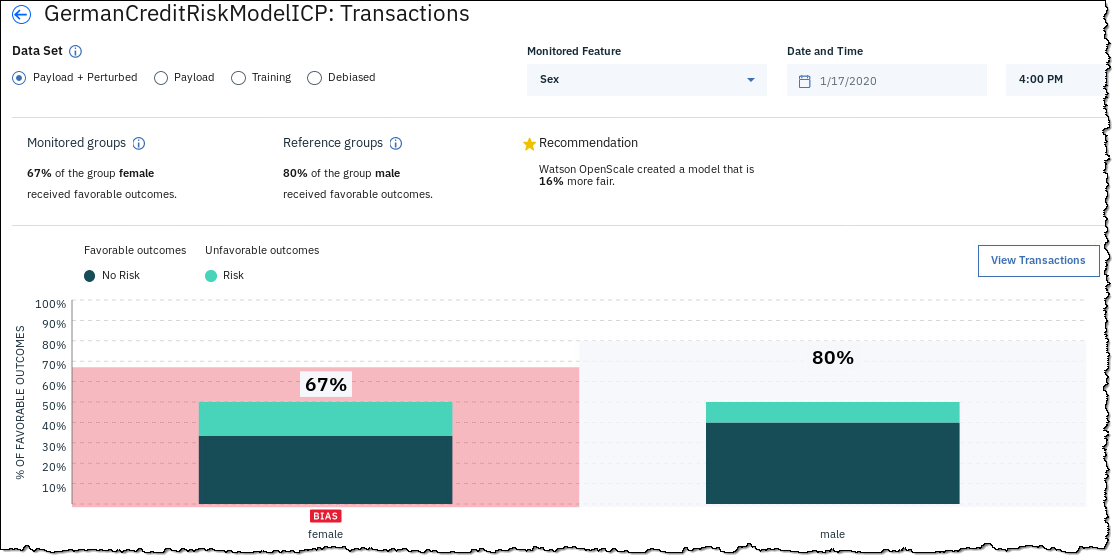 GermanCreditRiskModelICP: Transactions
Data Set
Payload + Perturbed
Payload
Training
Debiased
Monitored Feature
Sex
Date and Time
1/17/2020
4:00 PM
Monitored groups
67% of the group female
received favorable outcomes.
Reference groups
80% of the group male
received favorable outcomes.
Recommendation
Watson OpenScale created a model that is
16% more fair.
Favorable outcomes
No Risk
Unfavorable outcomes
Risk
View Transactions
% OF FAVORABLE OUTCOMES
100%
90%
80%
70%
60%
50%
40%
30%
20%
10%
67%
80%
BIAS
female
male